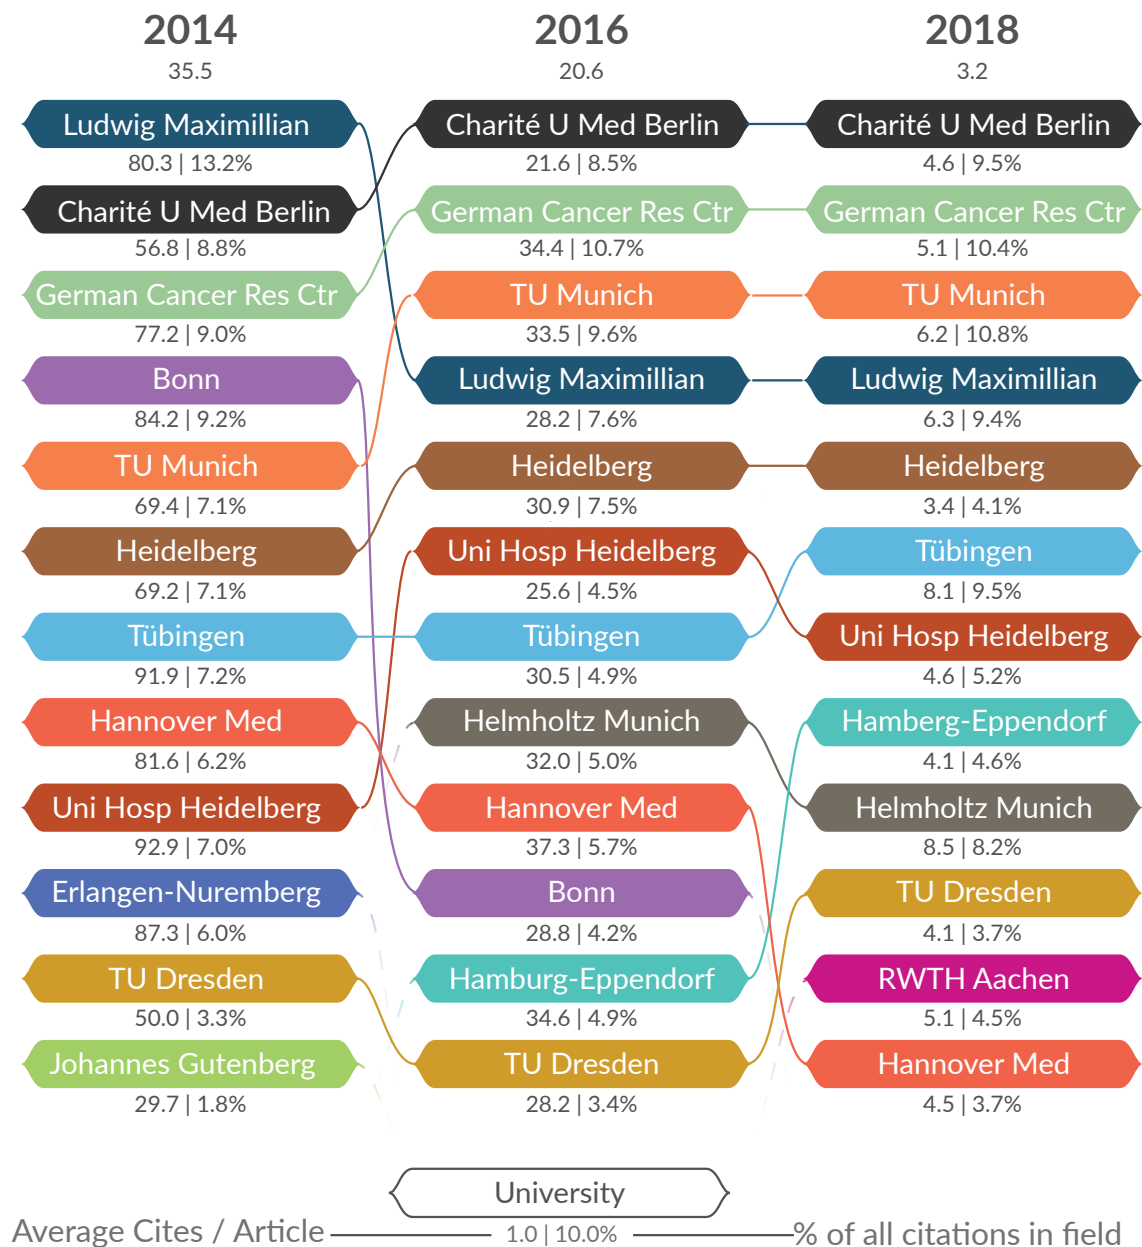 2014 2016 2018
35.5 20.6 3.2
Ludwig Maximillian Charité U Med Berlin Charité U Med Berlin
80.3 | 13.2% 21.6 | 8.5% 4.6 | 9.5%
Charité U Med Berlin German Cancer Res Ctr German Cancer Res Ctr
56.8 | 8.8% 34.4 | 10.7% 5.1 | 10.4%
German Cancer Res Ctr TU Munich TU Munich
77.2 | 9.0% 33.5 | 9.6% 6.2 | 10.8%
Bonn Ludwig Maximillian Ludwig Maximillian
84.2 | 9.2% 28.2 | 7.6% 6.3 | 9.4%
TU Munich Heidelberg Heidelberg
69.4 | 7.1% 30.9 | 7.5% 3.4 | 4.1%
Heidelberg Uni Hosp Heidelberg Tübingen
69.2 | 7.1% 25.6 | 4.5% 8.1 | 9.5%
Tübingen Tübingen Uni Hosp Heidelberg
91.9 | 7.2% 30.5 | 4.9% 4.6 | 5.2%
Hannover Med Helmholtz Munich Hamberg-Eppendorf
81.6 | 6.2% 32.0 | 5.0% 4.1 | 4.6%
Uni Hosp Heidelberg Hannover Med Helmholtz Munich
92.9 | 7.0% 37.3 | 5.7% 8.5 | 8.2%
Erlangen-Nuremberg Bonn TU Dresden
87.3 | 6.0% 28.8 | 4.2% 4.1 | 3.7%
TU Dresden Hamburg-Eppendorf RWTH Aachen
50.0 | 3.3% 34.6 | 4.9% 5.1 | 4.5%
Johannes Gutenberg TU Dresden Hannover Med
29.7 | 1.8% 28.2 | 3.4% 4.5 | 3.7%
University
Average Cites / Article 1.0 | 10.0% % of all citations in field